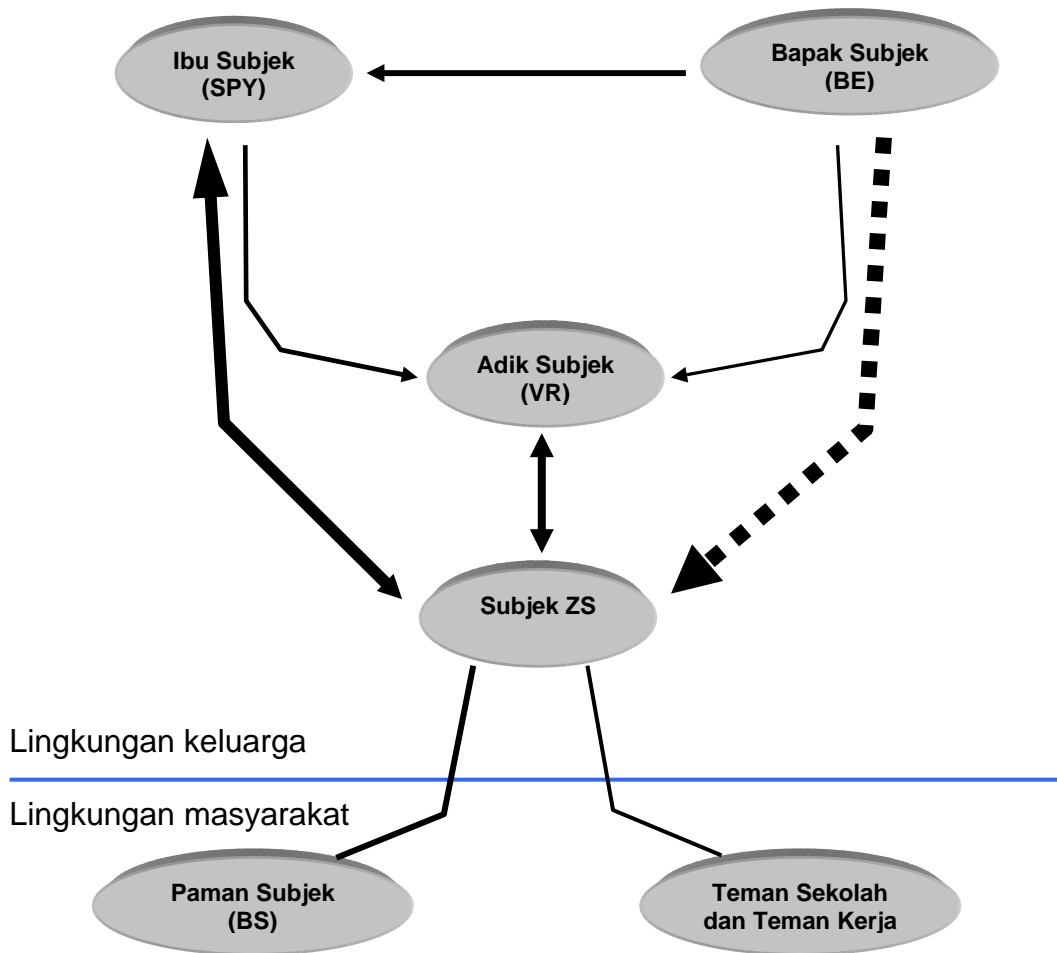 Ibu Subjek
(SPY)
Bapak Subjek
(BE)
Adik Subjek
(VR)
Subjek ZS
Lingkungan keluarga
Lingkungan masyarakat
Paman Subjek
(BS)
Teman Sekolah
dan Teman Kerja